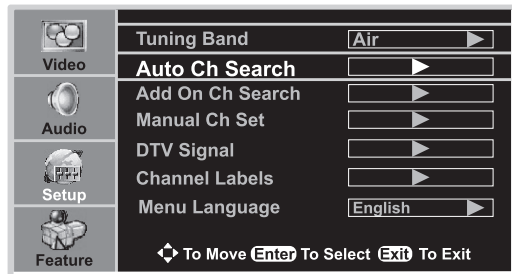 Video
Audio
Setup
Feature
Tuning Band Air
Auto Ch Search
Add On Ch Search
Manual Ch Set
DTV Signal
Channel Labels
Menu Language English
To Move Enter To Select Exit To Exit